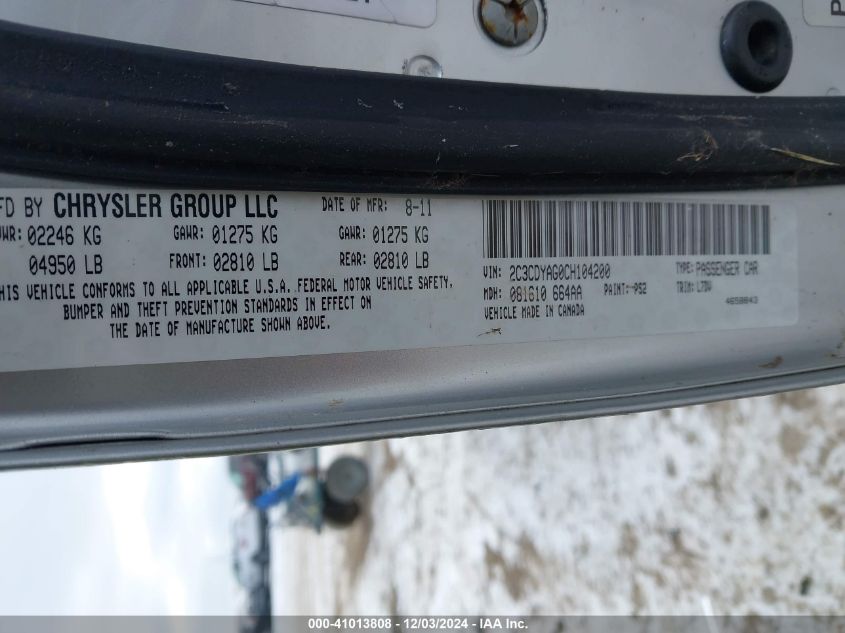 FD BY CHRYSLER GROUP LLC DATE OF MFR: 8-11
WR: 02246 KG GAWR: 01275 KG GAWR: 01275 KG
04950 LB FRONT: 02810 LB REAR: 02810 LB
HIS VEHICLE CONFORMS TO ALL APPLICABLE U.S.A. FEDERAL MOTOR VEHICLE SAFETY,
BUMPER AND THEFT PREVENTION STANDARDS IN EFFECT ON
THE DATE OF MANUFACTURE SHOWN ABOVE.
VIN: 2C3CDYAG0CH104200 TYPE: PASSENGER CAR
MDH: 081610 664AA PAINT: PS2 TRIM: L7DV
VEHICLE MADE IN CANADA 4658843
000-41013808 - 12/03/2024 - IAA Inc.